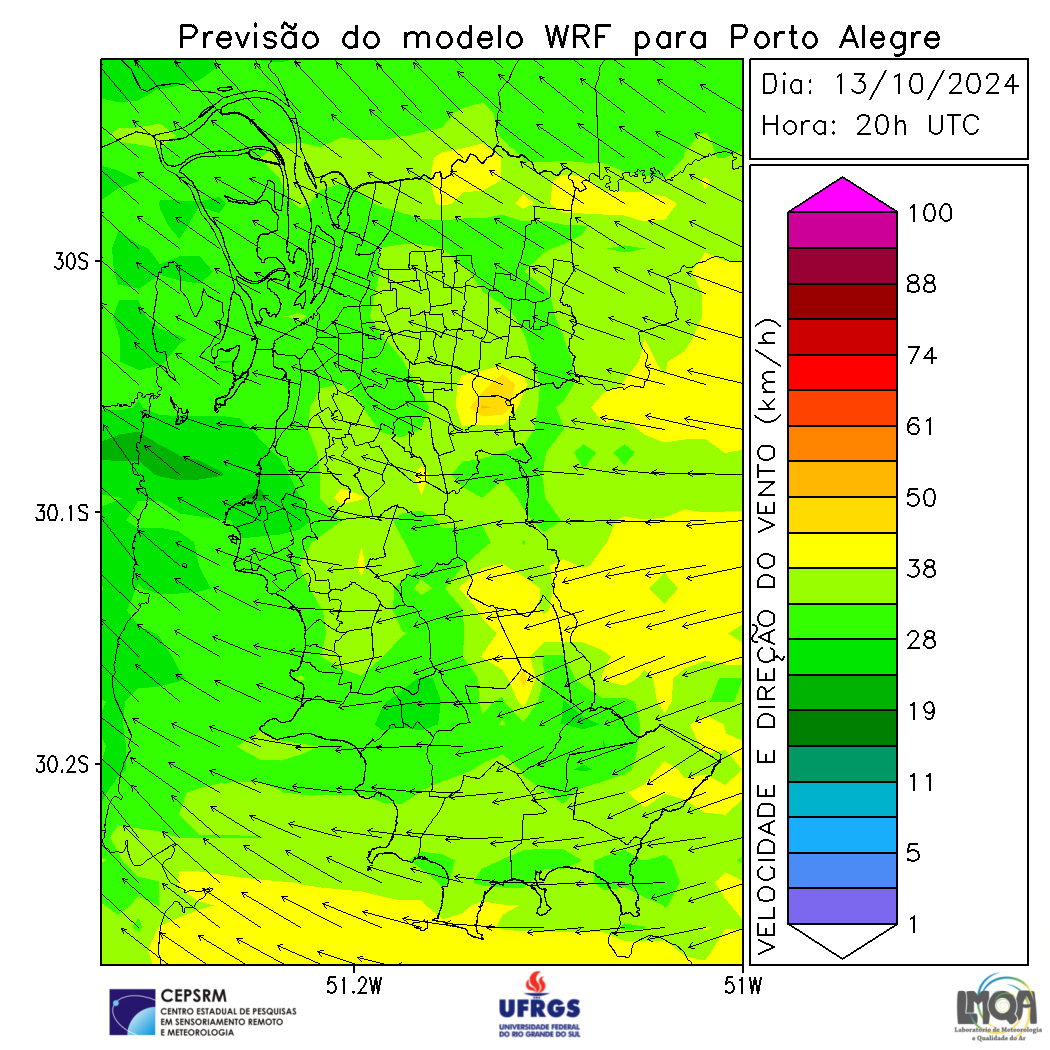 Previsão do modelo WRF para Porto Alegre
Dia: 13/10/2024
Hora: 20h UTC
30S
30.1S
30.2S
51.2W
51W
VELOCIDADE E DIREÇÃO DO VENTO (km/h)
100
88
74
61
50
38
28
19
11
5
1
CEPSRM
CENTRO ESTADUAL DE PESQUISAS
EM SENSORIAMENTO REMOTO
E METEOROLOGIA
UFRGS
UNIVERSIDADE FEDERAL
DO RIO GRANDE DO SUL
LMQA
Laboratório de Meteorologia
e Qualidade do Ar